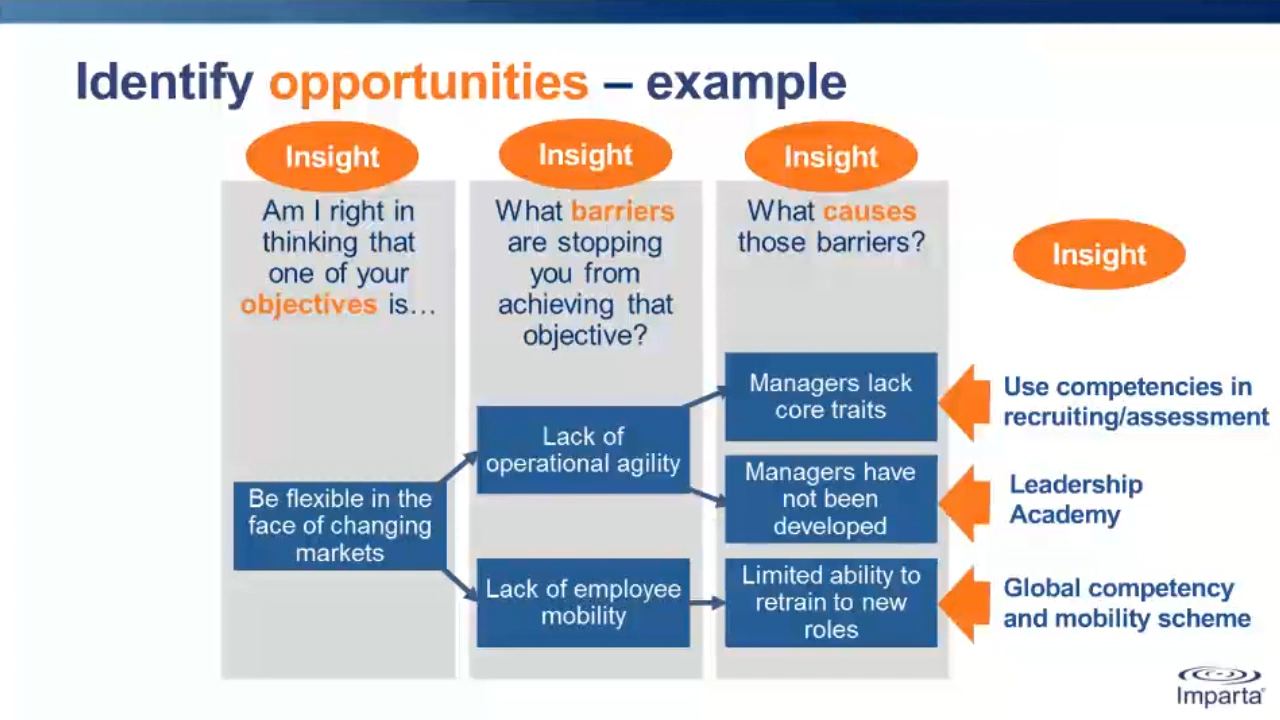 Identify opportunities – example
Insight
Am I right in
thinking that
one of your
objectives is…
Be flexible in the
face of changing
markets
Insight
What barriers
are stopping
you from
achieving that
objective?
Lack of
operational agility
Lack of employee
mobility
Insight
What causes
those barriers?
Managers lack
core traits
Managers have
not been
developed
Limited ability to
retrain to new
roles
Insight
Use competencies in
recruiting/assessment
Leadership
Academy
Global competency
and mobility scheme
Imparta